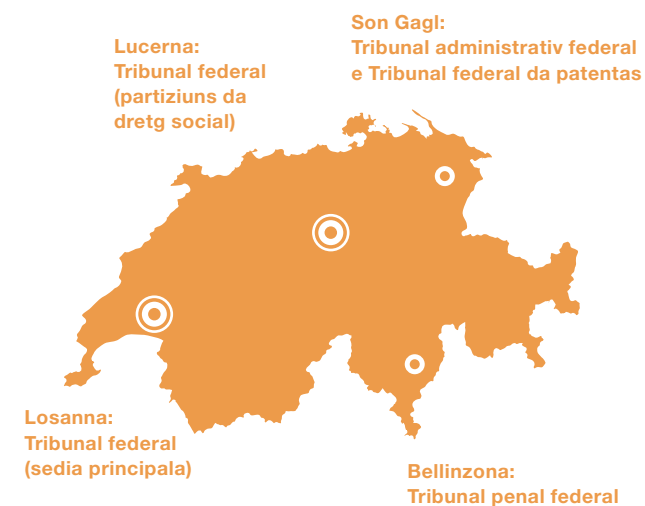 Lucerna:
Tribunal federal
(partiziuns da
dretg social)
Son Gagl:
Tribunal administrativ federal
e Tribunal federal da patentas
Losanna:
Tribunal federal
(sedia principala)
Bellinzona:
Tribunal penal federal